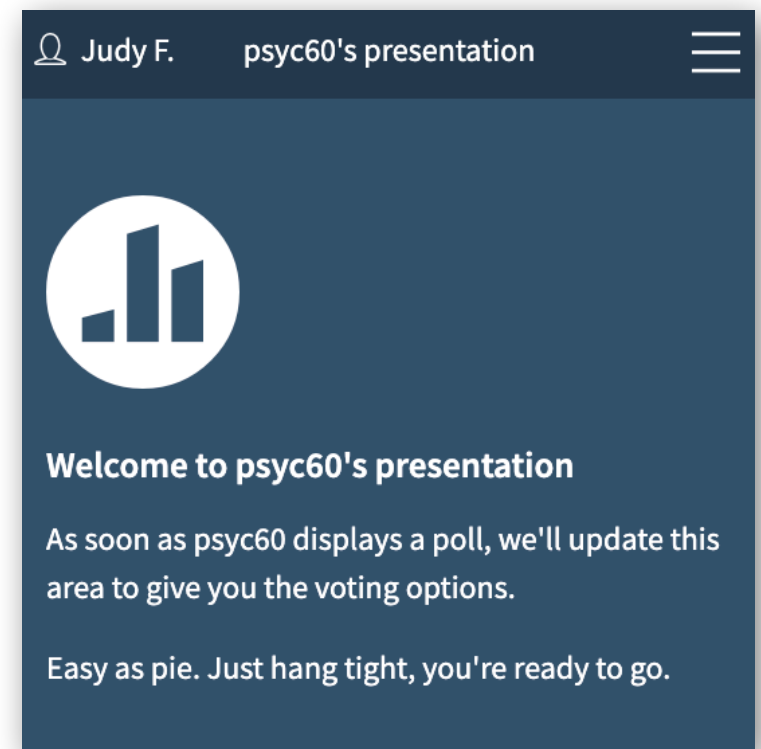 Judy F. psyc60's presentation
Welcome to psyc60's presentation
As soon as psyc60 displays a poll, we'll update this
area to give you the voting options.
Easy as pie. Just hang tight, you're ready to go.